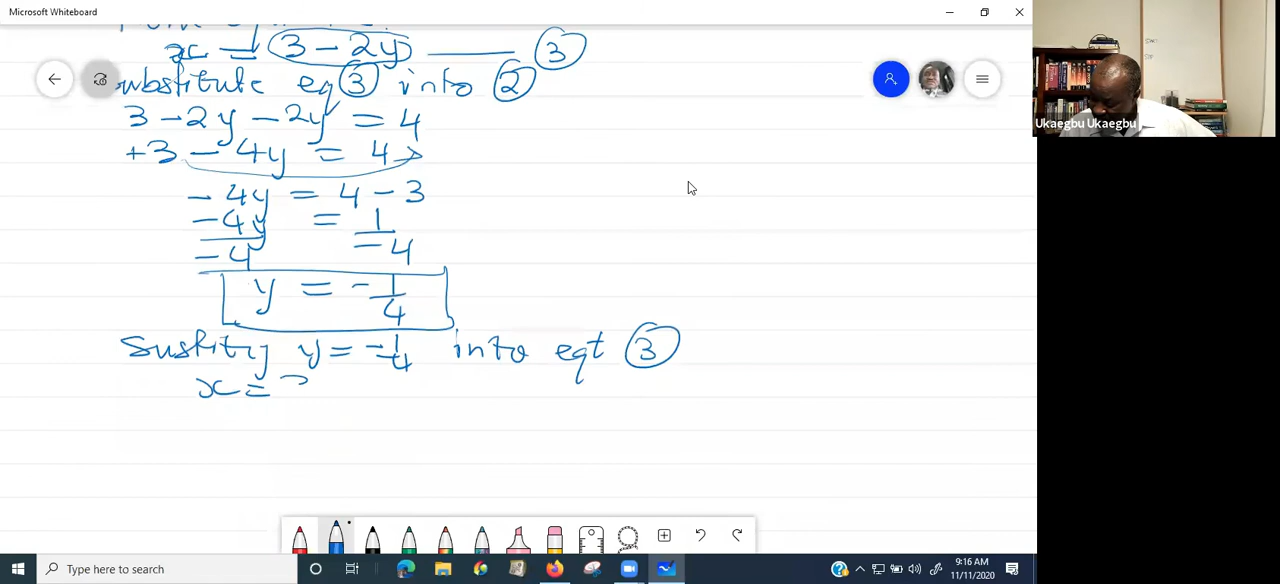 Microsoft Whiteboard
x = 3 - 2y ③
substitute eq ③ into ②
3 - 2y - 2y = 4
+3 - 4y = 4
-4y = 4 - 3
-4y = 1
-4 -4
y = -1/4
y = -1/4 into eqt ③
x =
Ukaegbu Ukaegbu
Type here to search
9:16 AM
11/11/2020